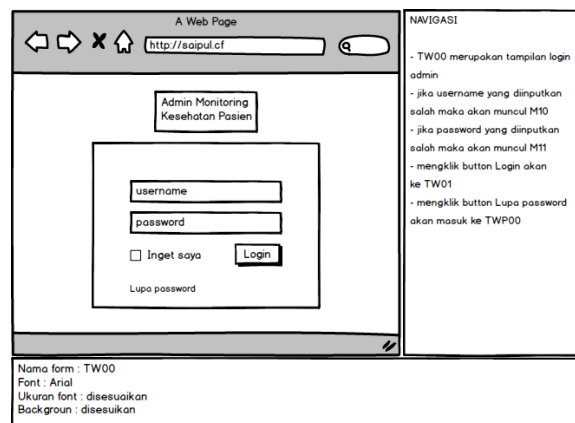 A Web Page
http://saipul.cf
Admin Monitoring
Kesehatan Pasien
username
password
Inget saya
Login
Lupa password
NAVIGASI
- TW00 merupakan tampilan login
admin
- jika username yang diinputkan
salah maka akan muncul M10
- jika password yang diinputkan
salah maka akan muncul M11
- mengklik button Login akan
ke TW01
- mengklik button Lupa password
akan masuk ke TWP00
Nama form : TW00
Font : Arial
Ukuran font : disesuaikan
Backgroun : disesuikan